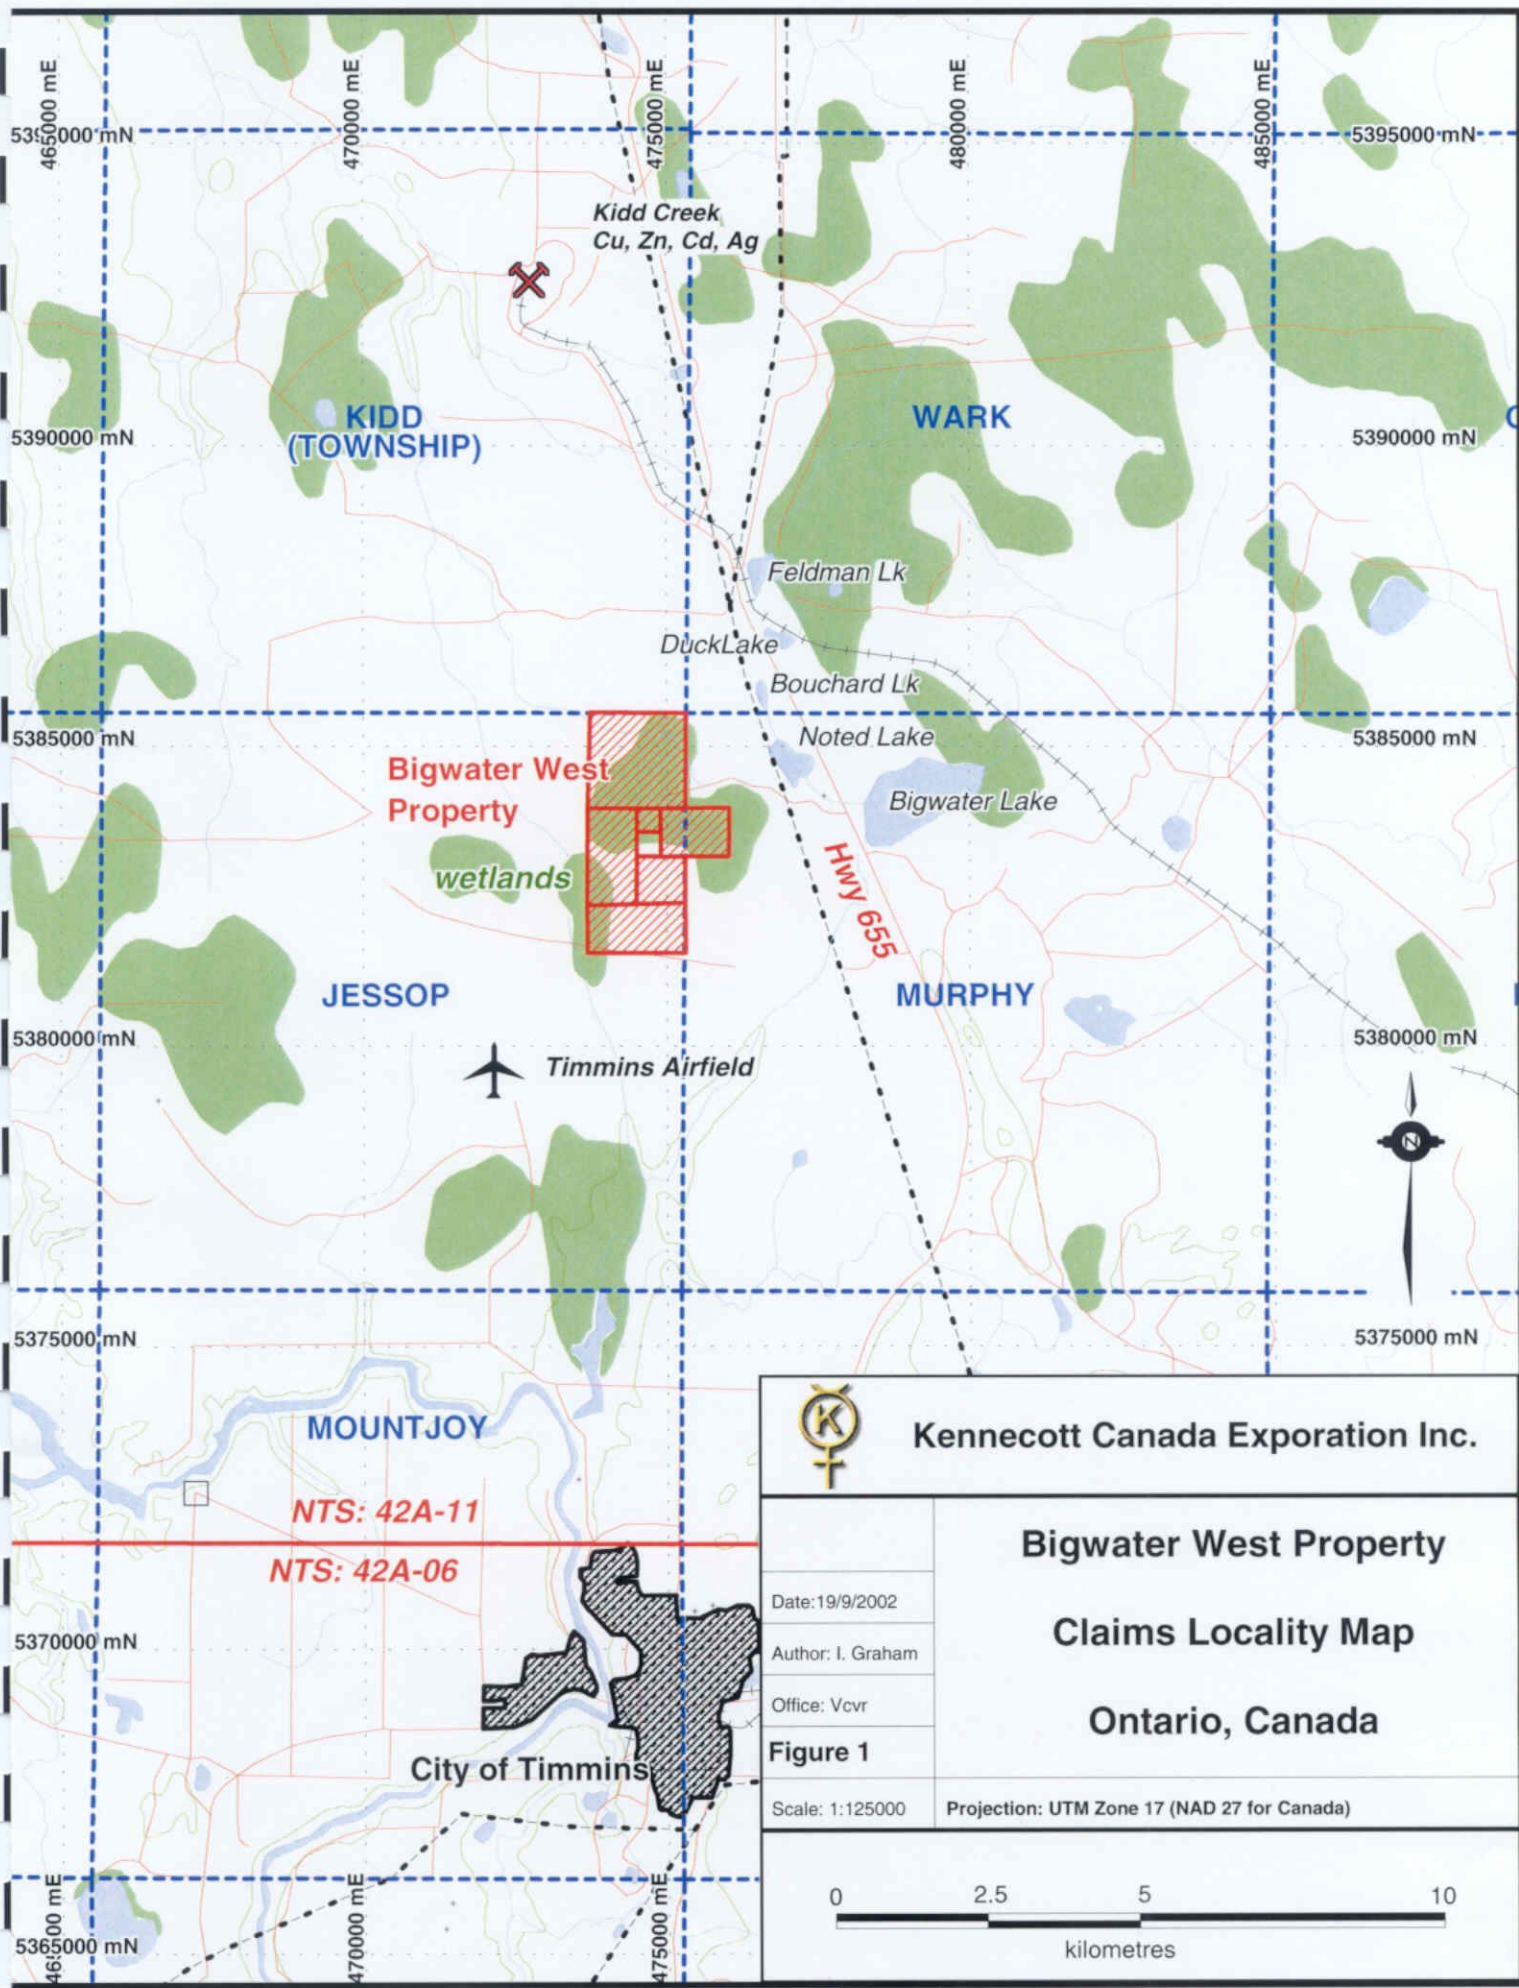 465000 mE
470000 mE
475000 mE
480000 mE
485000 mE
5395000 mN
5395000 mN
Kidd Creek
Cu, Zn, Cd, Ag
KIDD
(TOWNSHIP)
WARK
5390000 mN
5390000 mN
Feldman Lk
DuckLake
Bouchard Lk
5385000 mN
Noted Lake
5385000 mN
Bigwater West
Property
Bigwater Lake
wetlands
Hwy 655
JESSOP
MURPHY
5380000 mN
5380000 mN
Timmins Airfield
N
5375000 mN
5375000 mN
MOUNTJOY
K
Kennecott Canada Exporation Inc.
NTS: 42A-11
NTS: 42A-06
Bigwater West Property
Date:19/9/2002
Claims Locality Map
5370000 mN
Author: I. Graham
Office: Vcvr
Ontario, Canada
Figure 1
City of Timmins
Scale: 1:125000
Projection: UTM Zone 17 (NAD 27 for Canada)
0 2.5 5 10
kilometres
465000 mE
470000 mE
475000 mE
5365000 mN